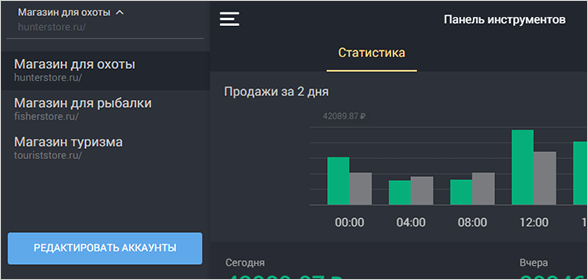 Магазин для охоты
hunterstore.ru/
Магазин для охоты
hunterstore.ru/
Магазин для рыбалки
fisherstore.ru/
Магазин туризма
touriststore.ru/
РЕДАКТИРОВАТЬ АККАУНТЫ
Панель инструментов
Статистика
Продажи за 2 дня
42089.87 ₽
00:00 04:00 08:00 12:00
Сегодня
Вчера